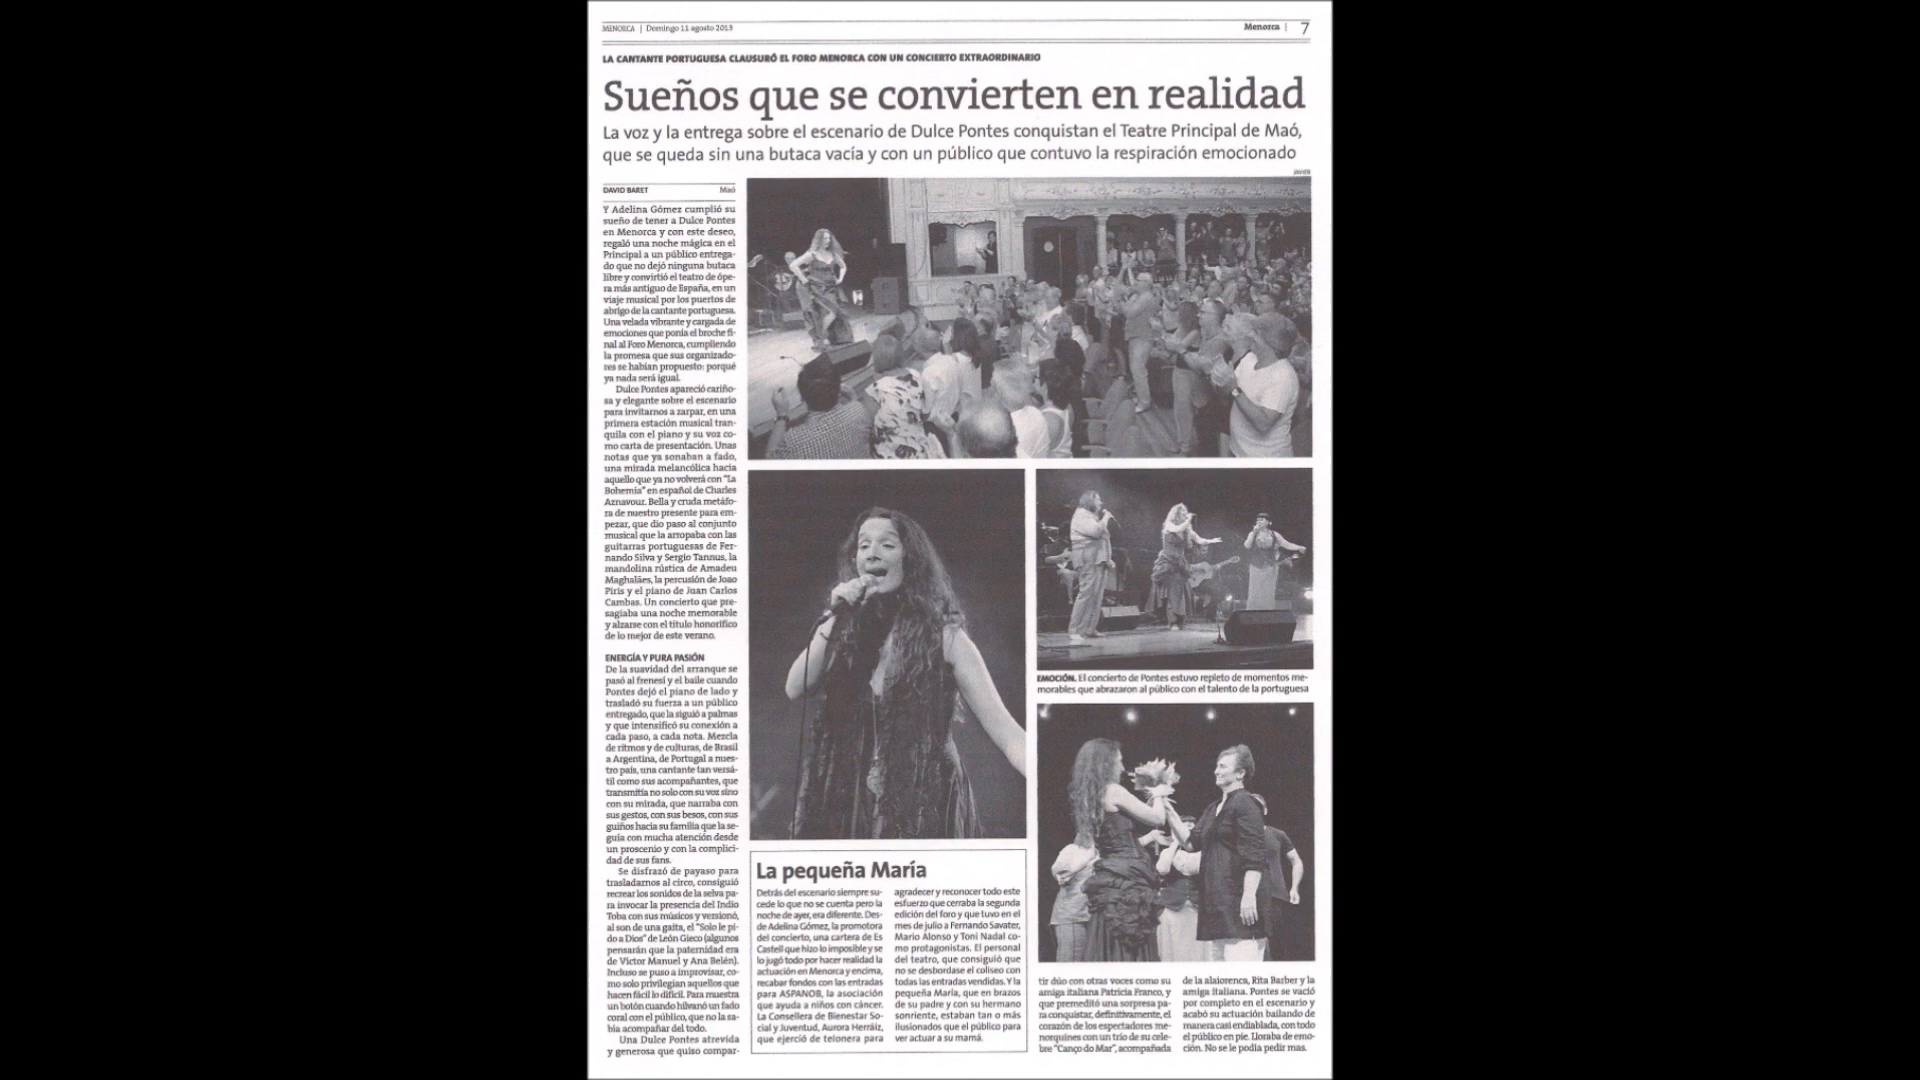 MENORCA | Domingo 11 agosto 2013
Menorca | 7
LA CANTANTE PORTUGUESA CLAUSURÓ EL FORO MENORCA CON UN CONCIERTO EXTRAORDINARIO
Sueños que se convierten en realidad
La voz y la entrega sobre el escenario de Dulce Pontes conquistan el Teatre Principal de Maó,
que se queda sin una butaca vacía y con un público que contuvo la respiración emocionado
JAVIER
DAVID BARET Maó
Y Adelina Gómez cumplió su
sueño de tener a Dulce Pontes
en Menorca y con este deseo,
regaló una noche mágica en el
Principal a un público entrega-
do que no dejó ninguna butaca
libre y convirtió el teatro de ópe-
ra más antiguo de España, en un
viaje musical por los puertos de
abrigo de la cantante portuguesa.
Una velada vibrante y cargada de
emociones que ponía el broche fi-
nal al Foro Menorca, cumpliendo
la promesa que sus organizado-
res se habían propuesto: porqué
ya nada será igual.
Dulce Pontes apareció cariño-
sa y elegante sobre el escenario
para invitarnos a zarpar, en una
primera estación musical tran-
quila con el piano y su voz co-
mo carta de presentación. Unas
notas que ya sonaban a fado,
una mirada melancólica hacia
aquello que ya no volverá con "La
Bohemia" en español de Charles
Aznavour. Bella y cruda metáfo-
ra de nuestro presente para em-
pezar, que dio paso al conjunto
musical que la arropaba con las
guitarras portuguesas de Fer-
nando Silva y Sergio Tannus, la
mandolina rústica de Amadeu
Maghalães, la percusión de Joao
Piris y el piano de Juan Carlos
Cambas. Un concierto que pre-
sagiaba una noche memorable
y alzarse con el título honorífico
de lo mejor de este verano.
ENERGÍA Y PURA PASIÓN
De la suavidad del arranque se
pasó al frenesí y el baile cuando
Pontes dejó el piano de lado y
trasladó su fuerza a un público
entregado, que la siguió a palmas
y que intensificó su conexión a
cada paso, a cada nota. Mezcla
de ritmos y de culturas, de Brasil
a Argentina, de Portugal a nues-
tro país, una cantante tan versá-
til como sus acompañantes, que
transmitía no solo con su voz sino
con su mirada, que narraba con
sus gestos, con sus besos, con sus
guiños hacia su familia que la se-
guía con mucha atención desde
un proscenio y con la complici-
dad de sus fans.
Se disfrazó de payaso para
trasladarnos al circo, consiguió
recrear los sonidos de la selva pa-
ra invocar la presencia del Indio
Toba con sus músicos y versionó,
al son de una gaita, el "Solo le pi-
do a Dios" de León Gieco (algunos
pensarán que la paternidad era
de Víctor Manuel y Ana Belén).
Incluso se puso a improvisar, co-
mo solo privilegian aquellos que
hacen fácil lo difícil. Para muestra
un botón cuando hilvanó un fado
coral con el público, que no la sa-
bía acompañar del todo.
Una Dulce Pontes atrevida
y generosa que quiso compar-
EMOCIÓN. El concierto de Pontes estuvo repleto de momentos me-
morables que abrazaron al público con el talento de la portuguesa
La pequeña María
Detrás del escenario siempre su-
cede lo que no se cuenta pero la
noche de ayer, era diferente. Des-
de Adelina Gómez, la promotora
del concierto, una cartera de Es
Castell que hizo lo imposible y se
lo jugó todo por hacer realidad la
actuación en Menorca y encima,
recabar fondos con las entradas
para ASPANOB, la asociación
que ayuda a niños con cáncer.
La Consellera de Bienestar So-
cial y Juventud, Aurora Herráiz,
que ejerció de telonera para
agradecer y reconocer todo este
esfuerzo que cerraba la segunda
edición del foro y que tuvo en el
mes de julio a Fernando Savater,
Mario Alonso y Toni Nadal co-
mo protagonistas. El personal
del teatro, que consiguió que
no se desbordase el coliseo con
todas las entradas vendidas. Y la
pequeña María, que en brazos
de su padre y con su hermano
sonriente, estaban tan o más
ilusionados que el público para
ver actuar a su mamá.
tir dúo con otras voces como su
amiga italiana Patricia Franco, y
que premeditó una sorpresa pa-
ra conquistar, definitivamente, el
corazón de los espectadores me-
norquines con un trío de su cele-
bre "Canço do Mar", acompañada
de la alaiorenca, Rita Barber y la
amiga italiana. Pontes se vació
por completo en el escenario y
acabó su actuación bailando de
manera casi endiablada, con todo
el público en pie. Lloraba de emo-
ción. No se le podía pedir mas.